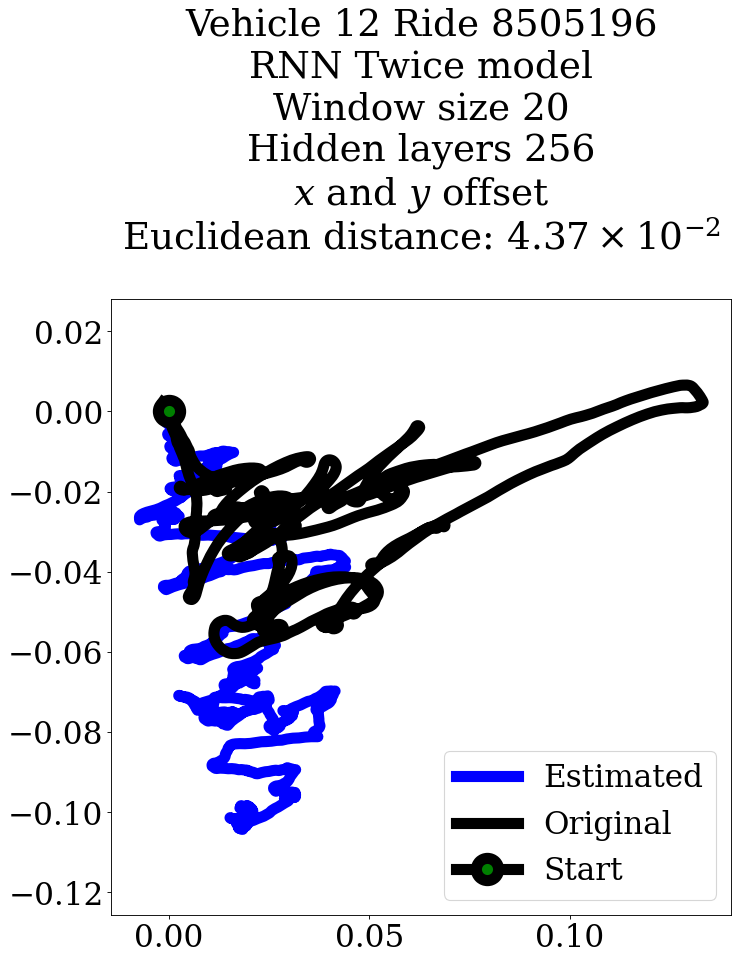 Vehicle 12 Ride 8505196
RNN Twice model
Window size 20
Hidden layers 256
x and y offset
Euclidean distance: 4.37 × 10⁻²
0.02
0.00
−0.02
−0.04
−0.06
−0.08
−0.10
−0.12
Estimated
Original
Start
0.00 0.05 0.10